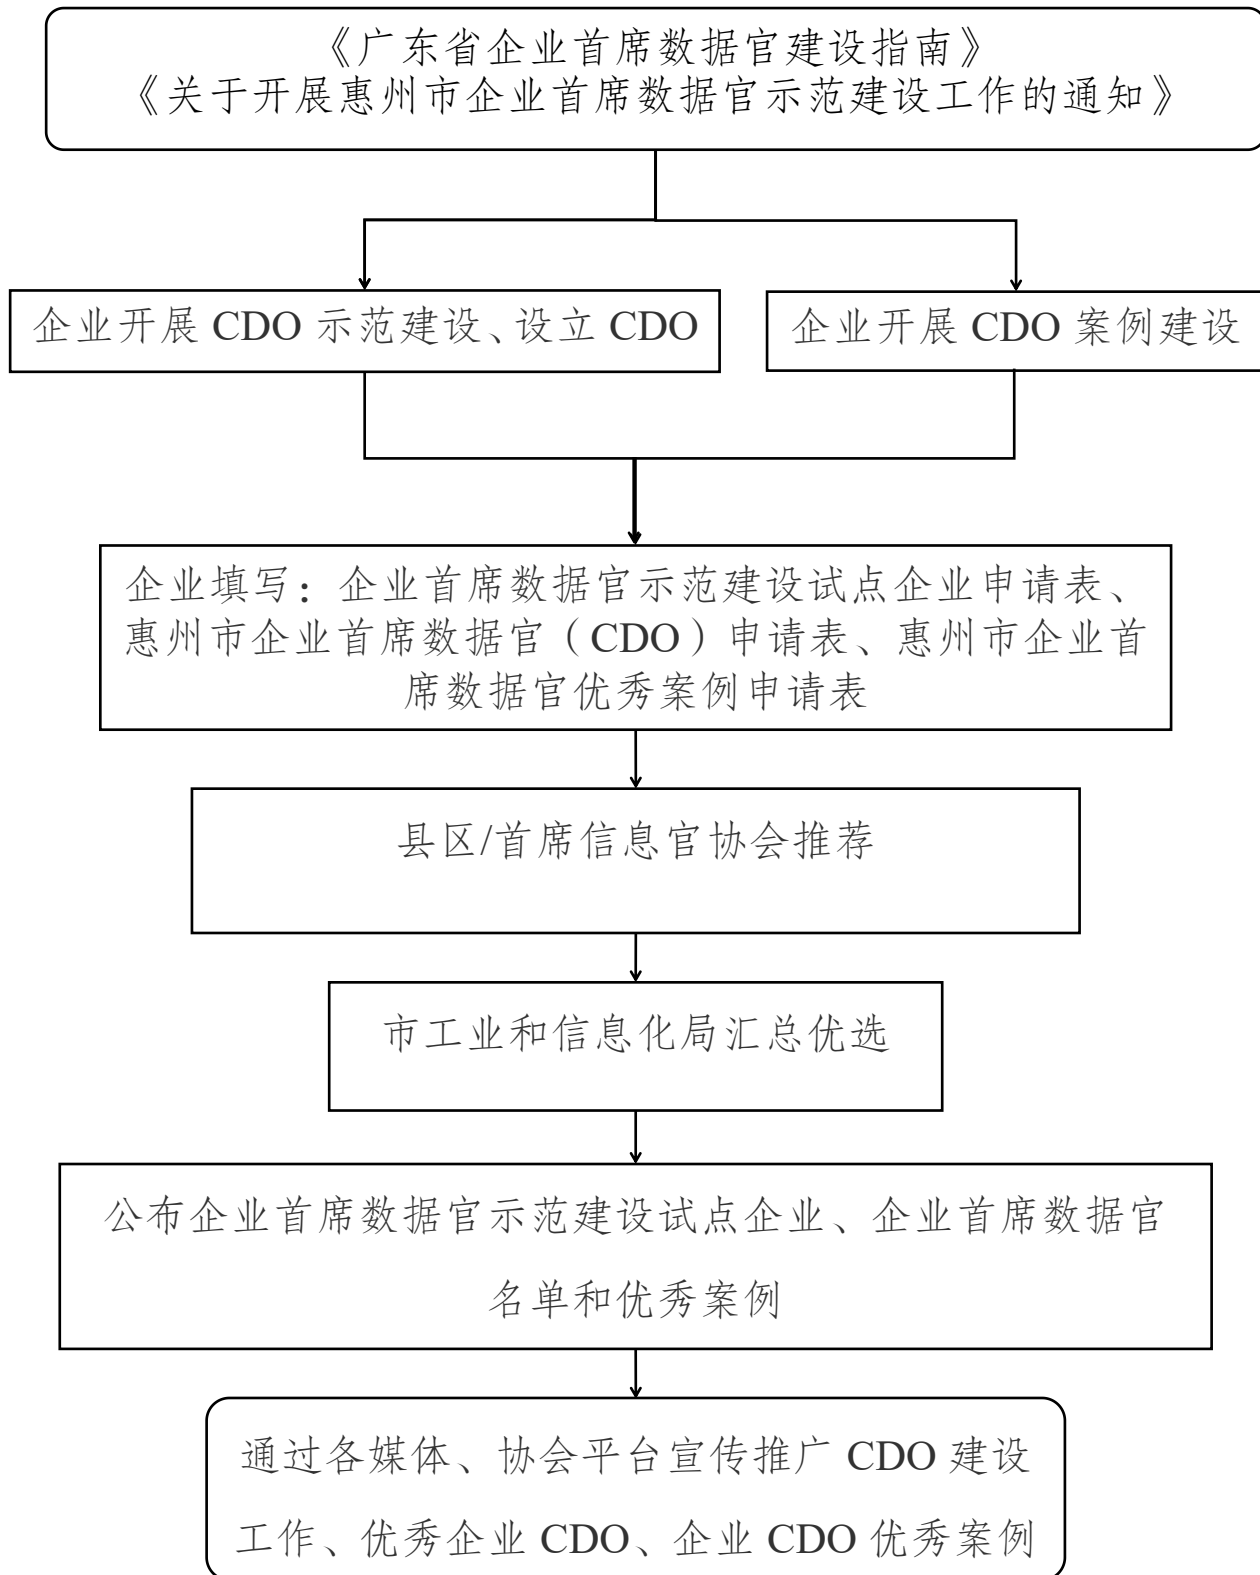 《广东省企业首席数据官建设指南》
《关于开展惠州市企业首席数据官示范建设工作的通知》
企业开展 CDO 示范建设、设立 CDO
企业开展 CDO 案例建设
企业填写：企业首席数据官示范建设试点企业申请表、
惠州市企业首席数据官（CDO）申请表、惠州市企业首
席数据官优秀案例申请表
县区/首席信息官协会推荐
市工业和信息化局汇总优选
公布企业首席数据官示范建设试点企业、企业首席数据官
名单和优秀案例
通过各媒体、协会平台宣传推广 CDO 建设
工作、优秀企业 CDO、企业 CDO 优秀案例